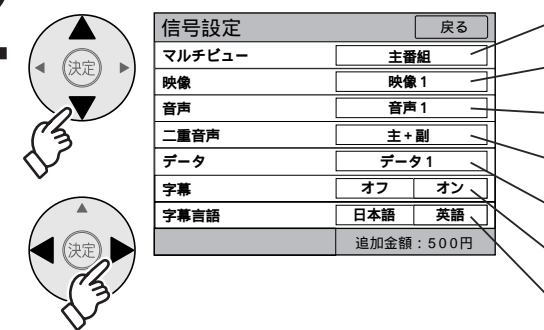 決定
信号設定 戻る
マルチビュー 主番組
映像 映像1
音声 音声1
二重音声 主+副
データ データ1
字幕 オフ オン
字幕言語 日本語 英語
追加金額:500円
決定